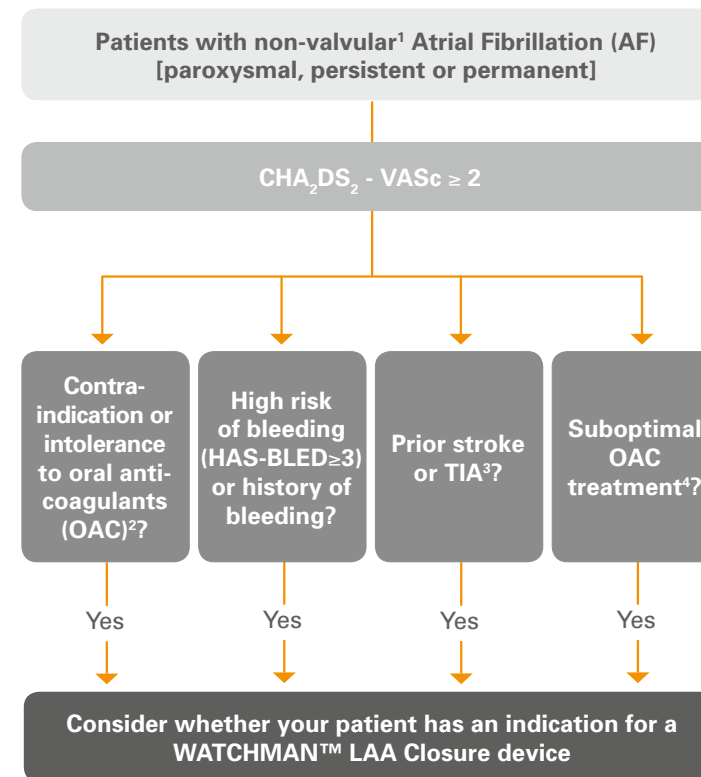 Patients with non-valvular¹ Atrial Fibrillation (AF)
[paroxysmal, persistent or permanent]
CHA₂DS₂ - VASc ≥ 2
Contra-
indication or
intolerance
to oral anti-
coagulants
(OAC)²?
High risk
of bleeding
(HAS-BLED≥3)
or history of
bleeding?
Prior stroke
or TIA³?
Suboptimal
OAC
treatment⁴?
Yes
Yes
Yes
Yes
Consider whether your patient has an indication for a
WATCHMAN™ LAA Closure device